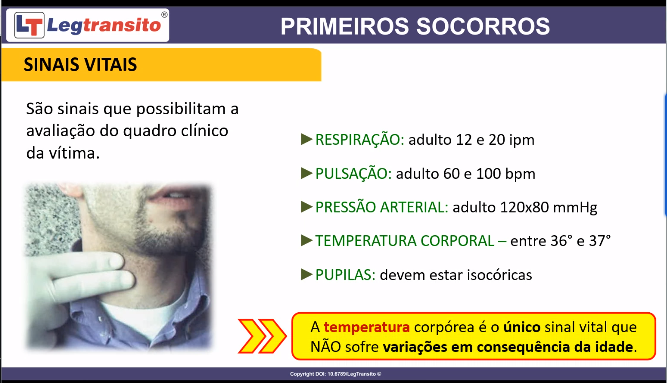 LT Legtransito®
PRIMEIROS SOCORROS
SINAIS VITAIS
São sinais que possibilitam a
avaliação do quadro clínico
da vítima.
►RESPIRAÇÃO: adulto 12 e 20 ipm
►PULSAÇÃO: adulto 60 e 100 bpm
►PRESSÃO ARTERIAL: adulto 120x80 mmHg
►TEMPERATURA CORPORAL – entre 36° e 37°
►PUPILAS: devem estar isocóricas
A temperatura corpórea é o único sinal vital que
NÃO sofre variações em consequência da idade.
Copyright DOI: 10.6789/LegTransito ©